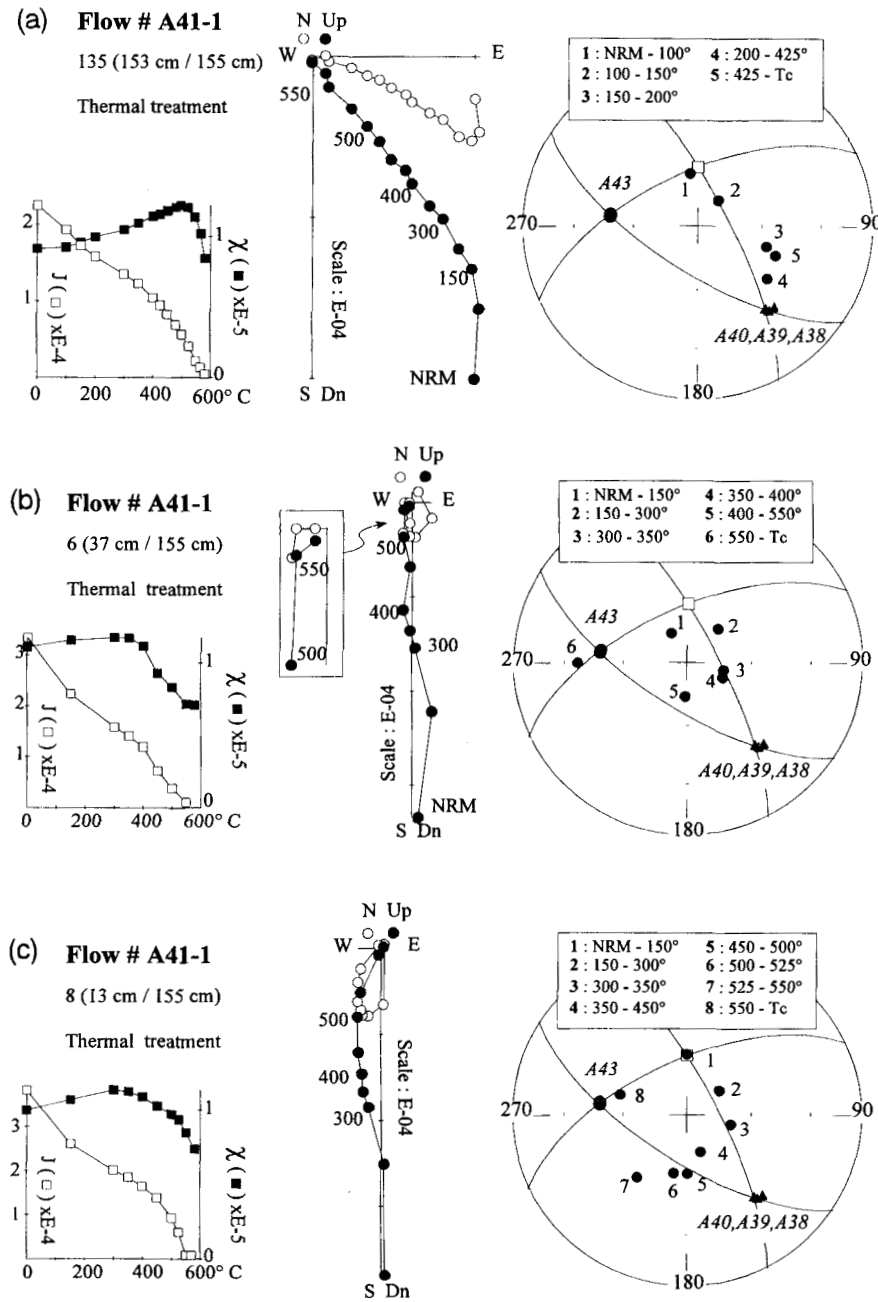 (a) Flow # A41-1
135 (153 cm / 155 cm)
Thermal treatment
2
1
J ( □ ) xE-4
1
0
χ ( ■ ) xE-5
0 200 400 600° C
N Up
W E
550
500
400
300
150
NRM
Scale : E-04
S Dn
1 : NRM - 100° 4 : 200 - 425°
2 : 100 - 150° 5 : 425 - Tc
3 : 150 - 200°
A43
1
2
3
5
4
270
90
A40,A39,A38
180
(b) Flow # A41-1
6 (37 cm / 155 cm)
Thermal treatment
3
2
1
J ( □ ) xE-4
1
0
χ ( ■ ) xE-5
0 200 400 600° C
550
500
N Up
W E
500
400
300
NRM
Scale : E-04
S Dn
1 : NRM - 150° 4 : 350 - 400°
2 : 150 - 300° 5 : 400 - 550°
3 : 300 - 350° 6 : 550 - Tc
A43
1
2
6
3
4
5
270
90
A40,A39,A38
180
(c) Flow # A41-1
8 (13 cm / 155 cm)
Thermal treatment
3
2
1
J ( □ ) xE-4
1
0
χ ( ■ ) xE-5
0 200 400 600° C
N Up
W E
500
400
300
Scale : E-04
S Dn
1 : NRM - 150° 5 : 450 - 500°
2 : 150 - 300° 6 : 500 - 525°
3 : 300 - 350° 7 : 525 - 550°
4 : 350 - 450° 8 : 550 - Tc
A43
1
8
2
3
4
7
6
5
270
90
A40,A39,A38
180